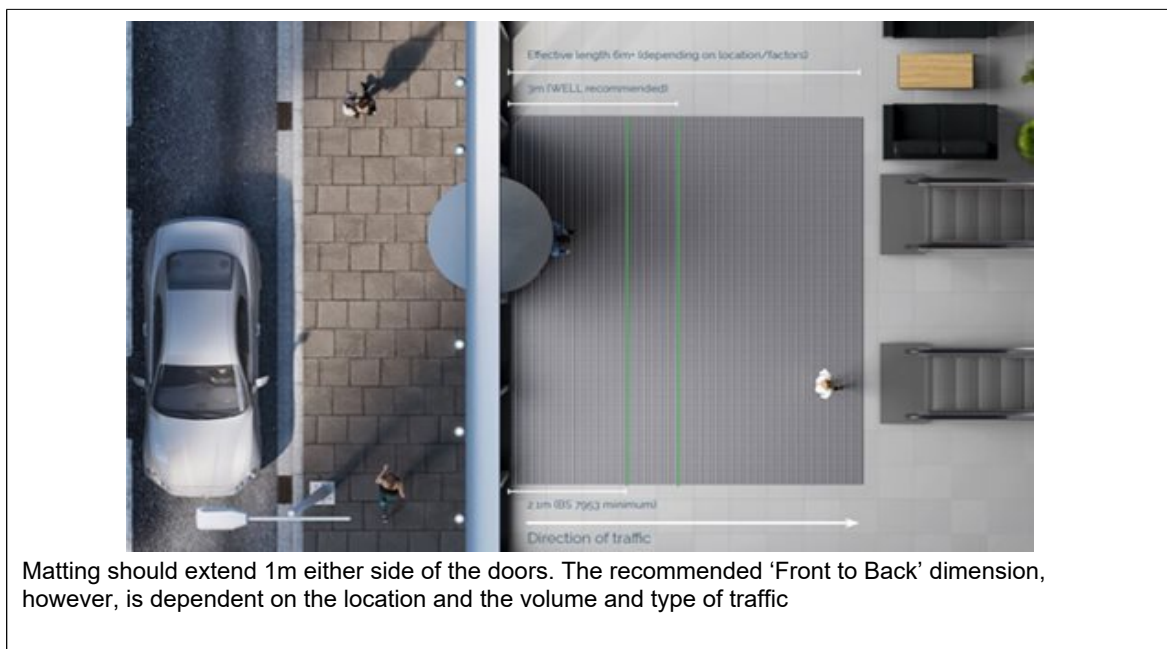 Effective length 6m+ (depending on location/factors)
3m (WELL recommended)
2.1m (BS 7953 minimum)
Direction of traffic
Matting should extend 1m either side of the doors. The recommended ‘Front to Back’ dimension,
however, is dependent on the location and the volume and type of traffic